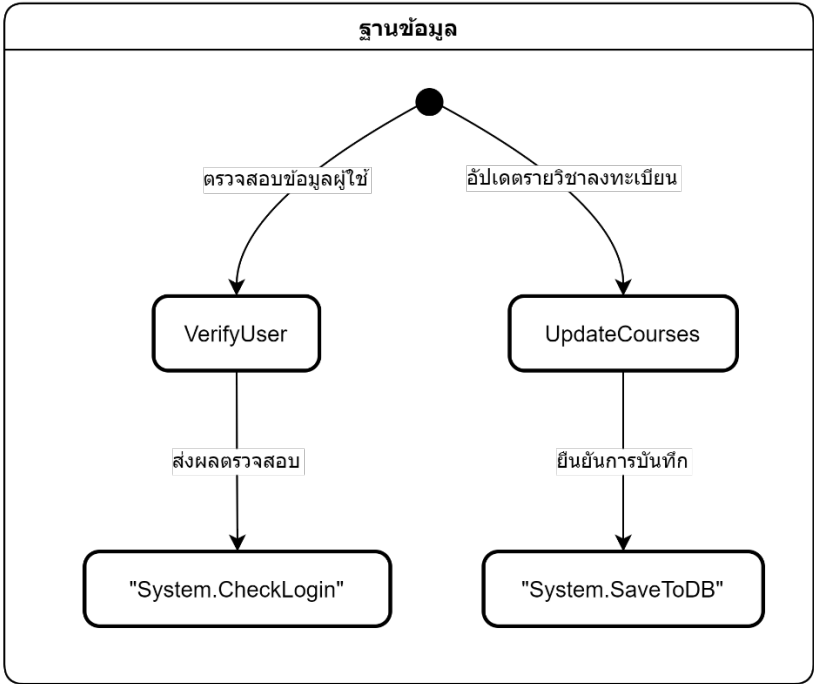 ฐานข้อมูล
ตรวจสอบข้อมูลผู้ใช้
อัปเดตรายวิชาลงทะเบียน
VerifyUser
UpdateCourses
ส่งผลตรวจสอบ
ยืนยันการบันทึก
"System.CheckLogin"
"System.SaveToDB"